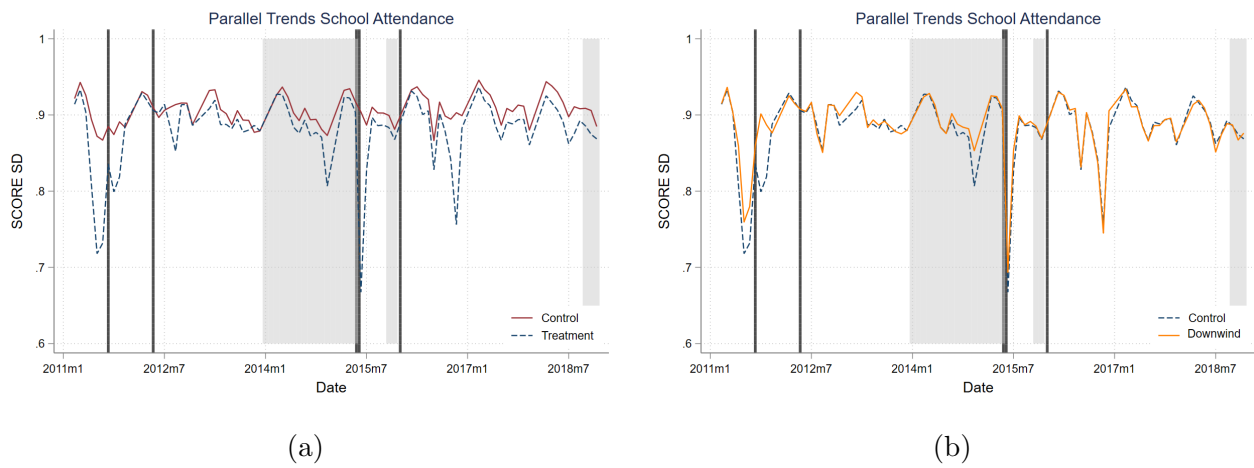 Parallel Trends School Attendance
SCORE SD
1
.9
.8
.7
.6
Control
Treatment
2011m1 2012m7 2014m1 2015m7 2017m1 2018m7
Date
(a)
Parallel Trends School Attendance
SCORE SD
1
.9
.8
.7
.6
Control
Downwind
2011m1 2012m7 2014m1 2015m7 2017m1 2018m7
Date
(b)